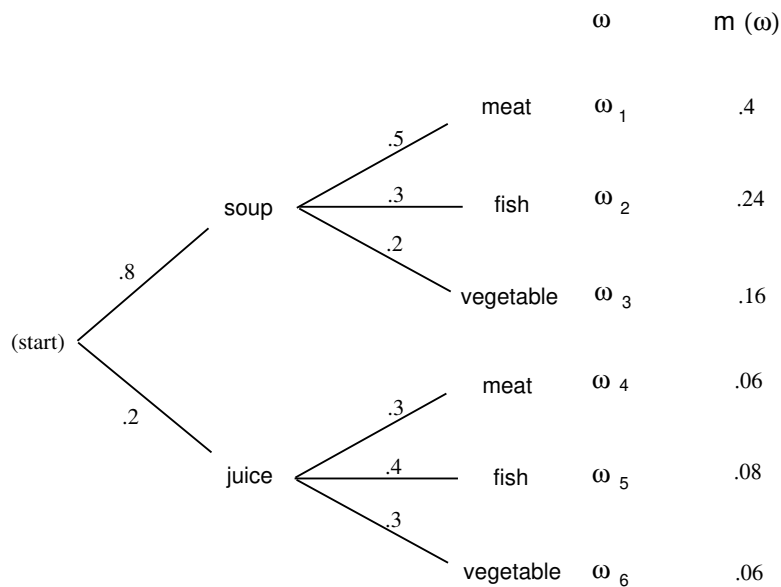 ω m (ω)
meat ω 1 .4
.5
soup .3 fish ω 2 .24
.2
.8
vegetable ω 3 .16
(start)
meat ω 4 .06
.3
.2
juice .4 fish ω 5 .08
.3
vegetable ω 6 .06